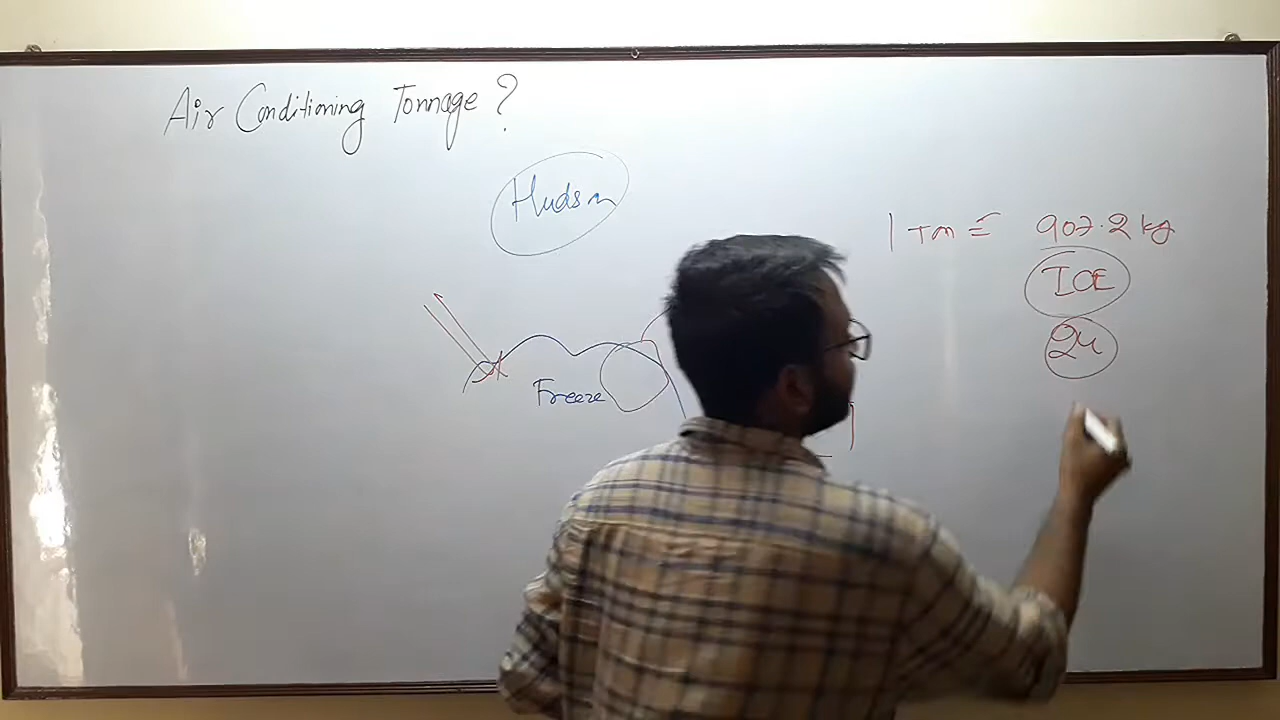 Air Conditioning Tonnage ?
Hudson
1 Ton = 907.2 kg
ICE
24
Freeze